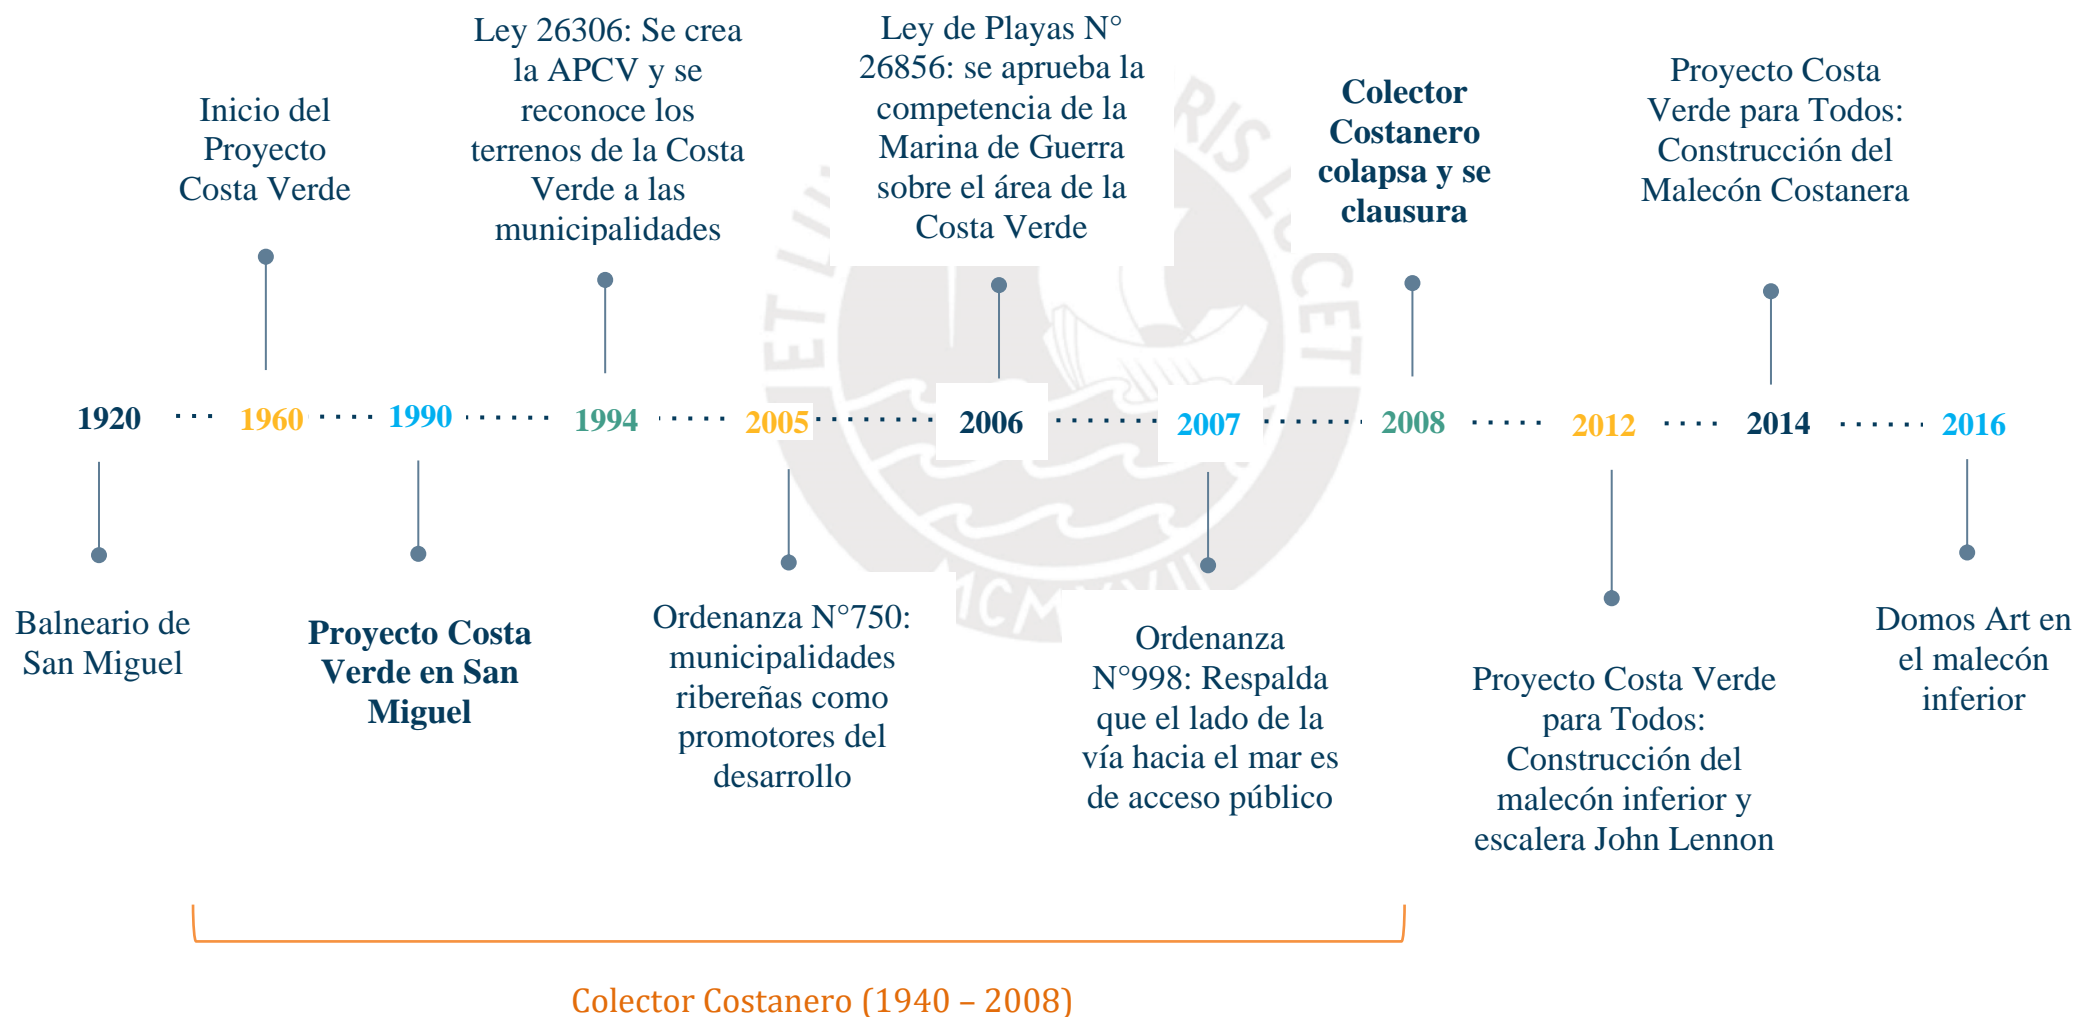 Ley 26306: Se crea
la APCV y se
reconoce los
terrenos de la Costa
Verde a las
municipalidades
Ley de Playas N°
26856: se aprueba la
competencia de la
Marina de Guerra
sobre el área de la
Costa Verde
Inicio del
Proyecto
Costa Verde
Colector
Costanero
colapsa y se
clausura
Proyecto Costa
Verde para Todos:
Construcción del
Malecón Costanera
1920 ... 1960 .... 1990 ...... 1994 ..... 2005 ........ 2006 ........ 2007 ....... 2008 ..... 2012 .... 2014 ...... 2016
Balneario de
San Miguel
Proyecto Costa
Verde en San
Miguel
Ordenanza N°750:
municipalidades
ribereñas como
promotores del
desarrollo
Ordenanza
N°998: Respalda
que el lado de la
vía hacia el mar es
de acceso público
Proyecto Costa Verde
para Todos:
Construcción del
malecón inferior y
escalera John Lennon
Domos Art en
el malecón
inferior
Colector Costanero (1940 – 2008)